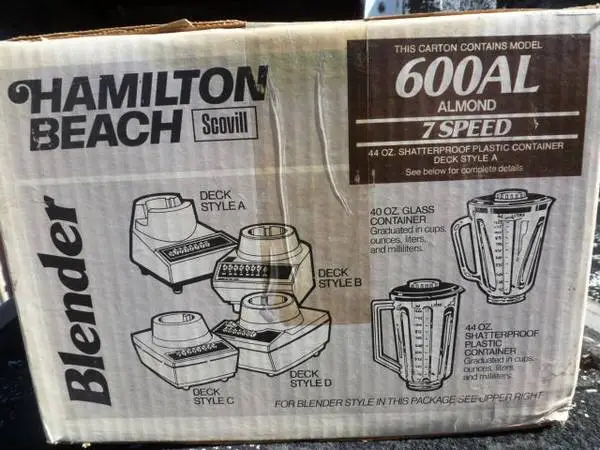 HAMILTON
BEACH Scovill
THIS CARTON CONTAINS MODEL
600AL
ALMOND
7 SPEED
44 OZ. SHATTERPROOF PLASTIC CONTAINER
DECK STYLE A
See below for complete details
Blender
DECK
STYLE A
DECK
STYLE B
DECK
STYLE C
DECK
STYLE D
40 OZ. GLASS
CONTAINER
Graduated in cups,
ounces, liters,
and milliliters.
44 OZ.
SHATTERPROOF
PLASTIC
CONTAINER
Graduated in cups,
ounces, liters,
and milliliters.
FOR BLENDER STYLE IN THIS PACKAGE SEE UPPER RIGHT